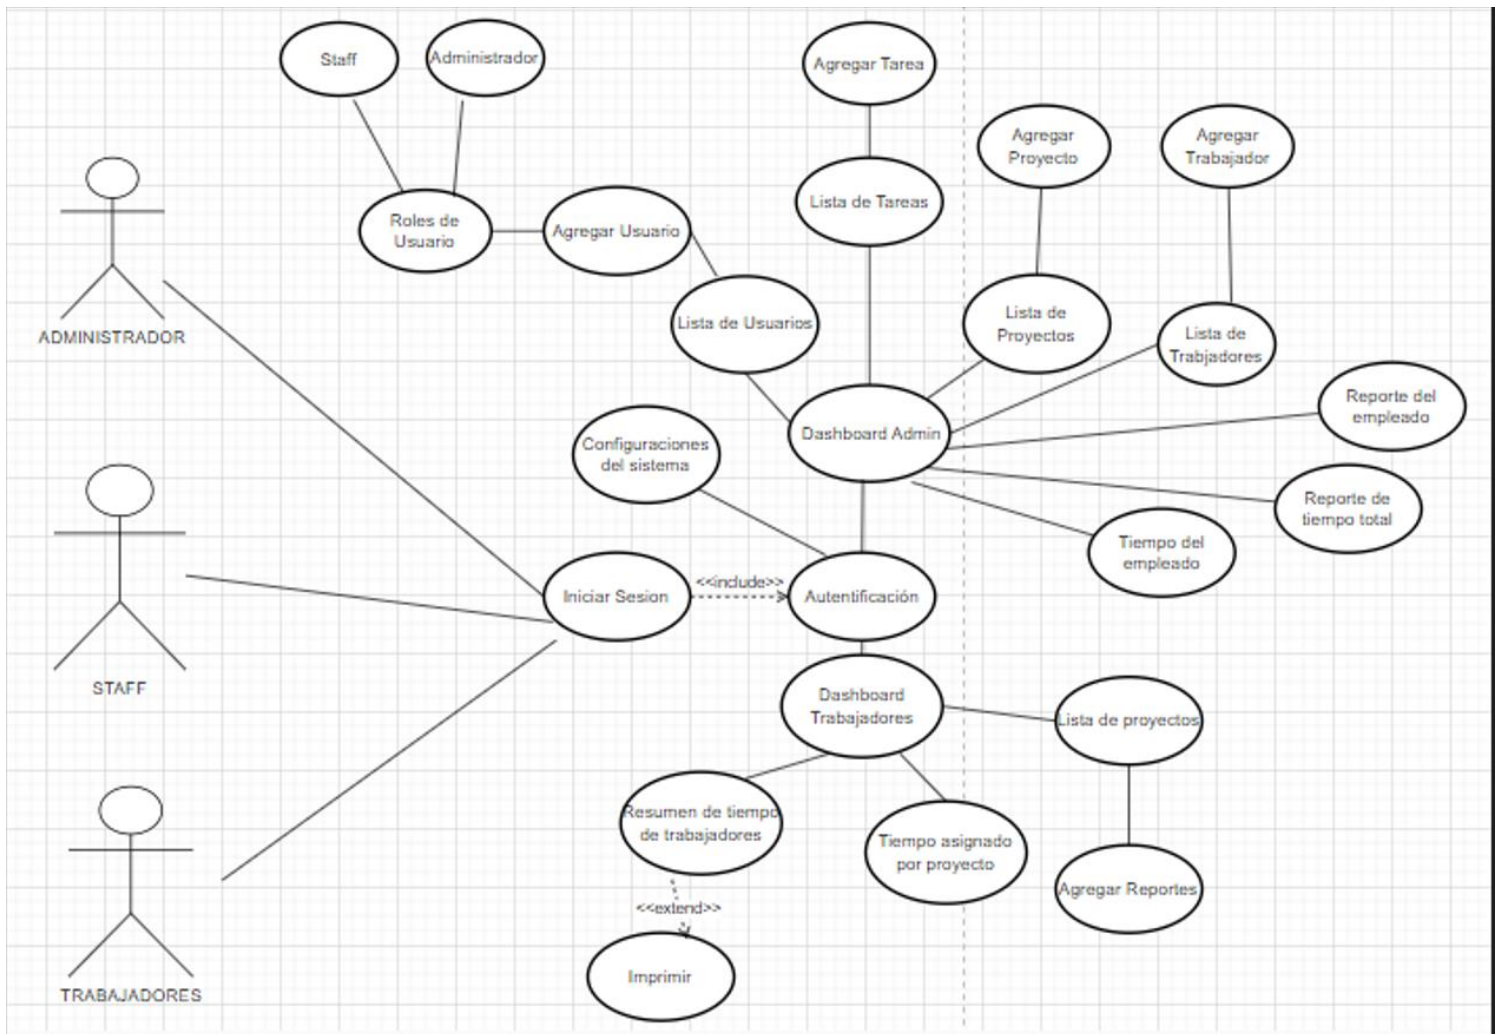 Staff
Administrador
Agregar Tarea
Agregar
Proyecto
Agregar
Trabajador
Roles de
Usuario
Agregar Usuario
Lista de Tareas
ADMINISTRADOR
Lista de Usuarios
Lista de
Proyectos
Lista de
Trabjadores
Configuraciones
del sistema
Dashboard Admin
Reporte del
empleado
Reporte de
tiempo total
Tiempo del
empleado
STAFF
Iniciar Sesion
<<include>>
Autentificación
Dashboard
Trabajadores
Lista de proyectos
Resumen de tiempo
de trabajadores
Tiempo asignado
por proyecto
Agregar Reportes
<<extend>>
Imprimir
TRABAJADORES